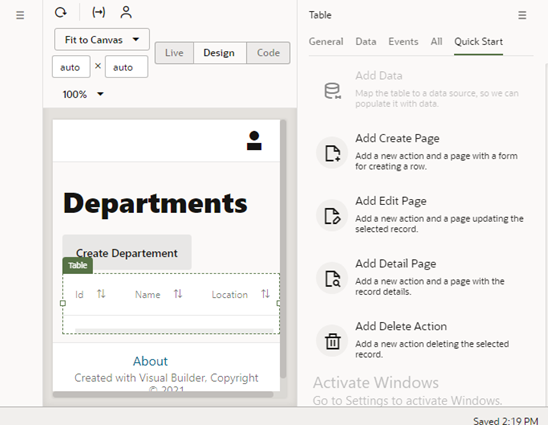 Fit to Canvas
Live
Design
Code
auto × auto
100%
Departments
Create Departement
Table
Id
Name
Location
About
Created with Visual Builder. Copyright
© 2021
Table
General
Data
Events
All
Quick Start
Add Data
Map the table to a data source, so we can
populate it with data.
Add Create Page
Add a new action and a page with a form
for creating a row.
Add Edit Page
Add a new action and a page updating the
selected record.
Add Detail Page
Add a new action and a page with the
record details.
Add Delete Action
Add a new action deleting the selected
record.
Activate Windows
Go to Settings to activate Windows.
Saved 2:19 PM